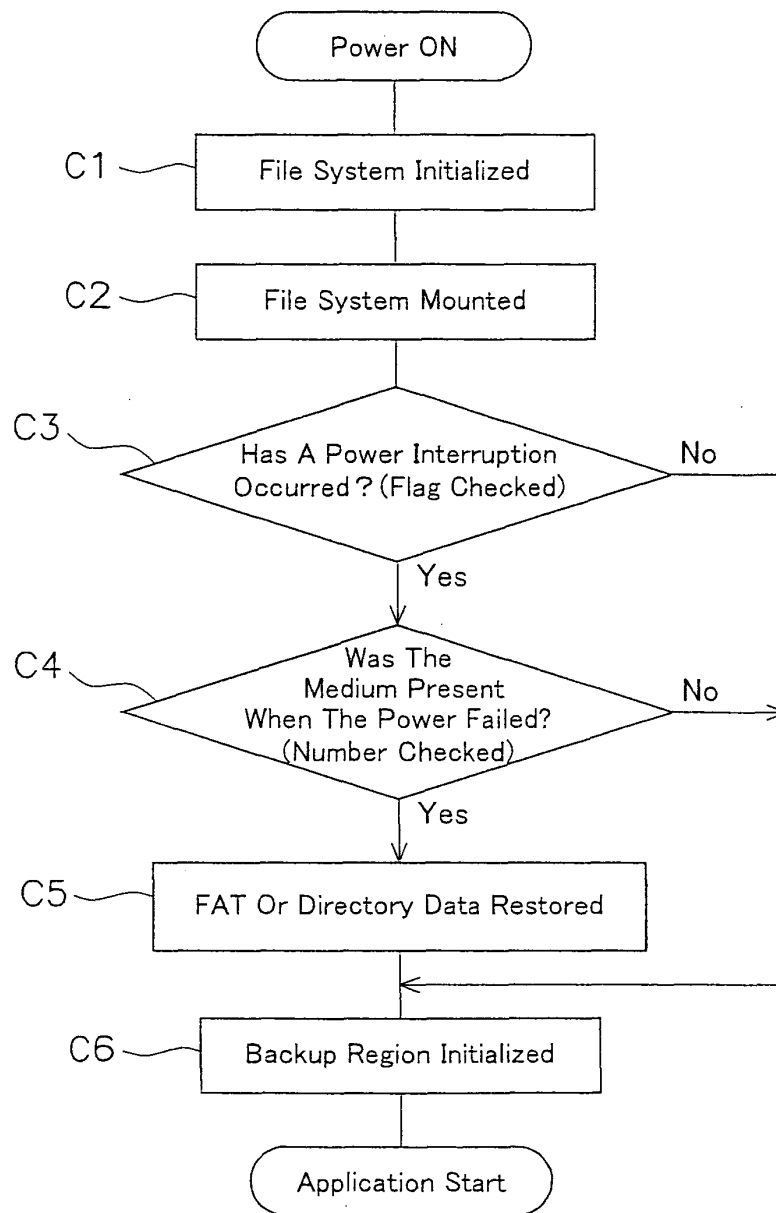 Power ON
C1
File System Initialized
C2
File System Mounted
C3
Has A Power Interruption
Occurred? (Flag Checked)
No
Yes
C4
Was The
Medium Present
When The Power Failed?
(Number Checked)
No
Yes
C5
FAT Or Directory Data Restored
C6
Backup Region Initialized
Application Start